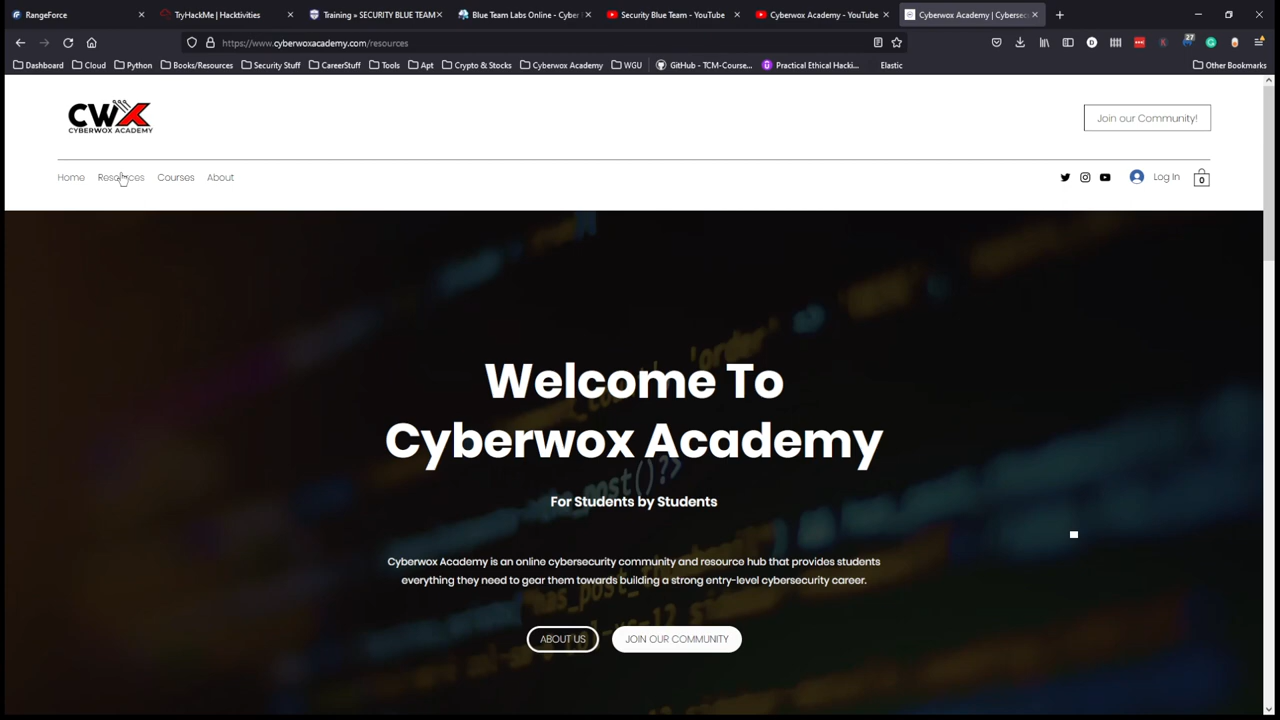 RangeForce
TryHackMe | Hacktivities
Training » SECURITY BLUE TEAM
Blue Team Labs Online - Cyber
Security Blue Team - YouTube
Cyberwox Academy - YouTube
Cyberwox Academy | Cybersec
https://www.cyberwoxacademy.com/resources
27
Dashboard
Cloud
Python
Books/Resources
Security Stuff
CareerStuff
Tools
Apt
Crypto & Stocks
Cyberwox Academy
WGU
GitHub - TCM-Course...
Practical Ethical Hacki...
Elastic
Other Bookmarks
CWX
CYBERWOX ACADEMY
Join our Community!
Home
Resources
Courses
About
Log In
0
Welcome To
Cyberwox Academy
For Students by Students
Cyberwox Academy is an online cybersecurity community and resource hub that provides students
everything they need to gear them towards building a strong entry-level cybersecurity career.
ABOUT US
JOIN OUR COMMUNITY